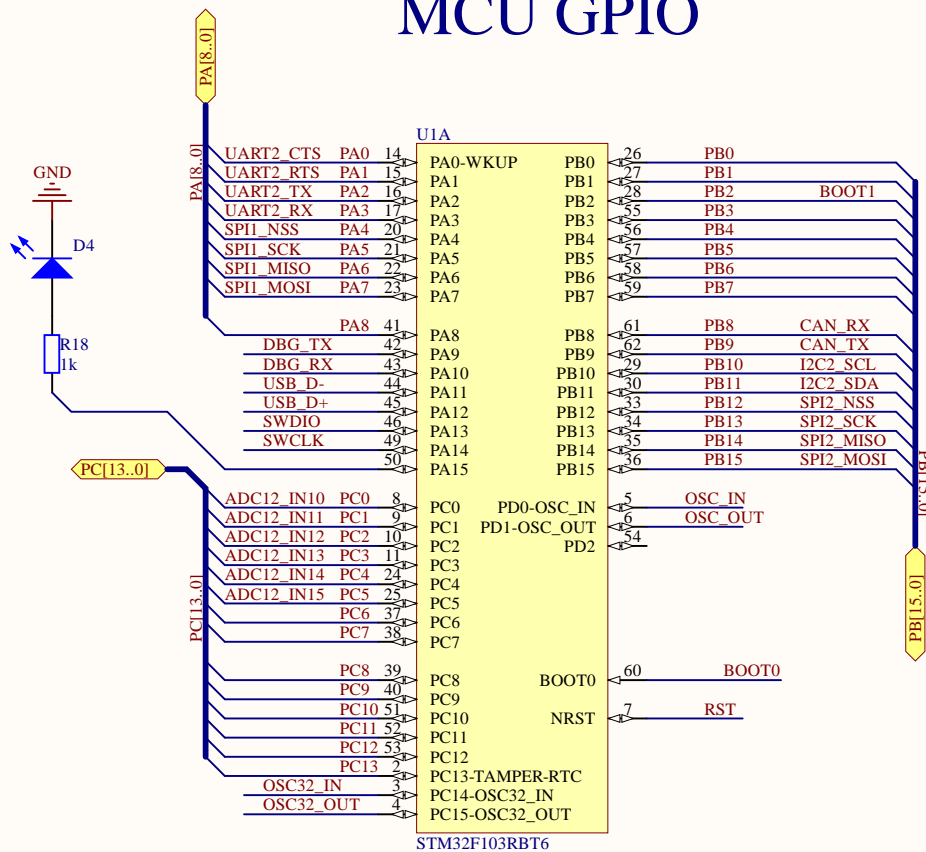 MCU GPIO
PA[8..0]
PA[8..0]
U1A
GND
D4
R18
1k
UART2_CTS PA0 14 PA0-WKUP PB0 26 PB0
UART2_RTS PA1 15 PA1 PB1 27 PB1
UART2_TX PA2 16 PA2 PB2 28 PB2 BOOT1
UART2_RX PA3 17 PA3 PB3 55 PB3
SPI1_NSS PA4 20 PA4 PB4 56 PB4
SPI1_SCK PA5 21 PA5 PB5 57 PB5
SPI1_MISO PA6 22 PA6 PB6 58 PB6
SPI1_MOSI PA7 23 PA7 PB7 59 PB7
PA8 41 PA8 PB8 61 PB8 CAN_RX
DBG_TX 42 PA9 PB9 62 PB9 CAN_TX
DBG_RX 43 PA10 PB10 29 PB10 I2C2_SCL
USB_D- 44 PA11 PB11 30 PB11 I2C2_SDA
USB_D+ 45 PA12 PB12 33 PB12 SPI2_NSS
SWDIO 46 PA13 PB13 34 PB13 SPI2_SCK
SWCLK 49 PA14 PB14 35 PB14 SPI2_MISO
50 PA15 PB15 36 PB15 SPI2_MOSI
PC[13..0]
PB[15..0]
ADC12_IN10 PC0 8 PC0 PD0-OSC_IN 5 OSC_IN
ADC12_IN11 PC1 9 PC1 PD1-OSC_OUT 6 OSC_OUT
ADC12_IN12 PC2 10 PC2 PD2 54
ADC12_IN13 PC3 11 PC3
ADC12_IN14 PC4 24 PC4
ADC12_IN15 PC5 25 PC5
PC6 37 PC6
PC7 38 PC7
PC[13..0]
PB[15..0]
PC8 39 PC8 BOOT0 60 BOOT0
PC9 40 PC9
PC10 51 PC10 NRST 7 RST
PC11 52 PC11
PC12 53 PC12
PC13 2 PC13-TAMPER-RTC
OSC32_IN 3 PC14-OSC32_IN
OSC32_OUT 4 PC15-OSC32_OUT
STM32F103RBT6